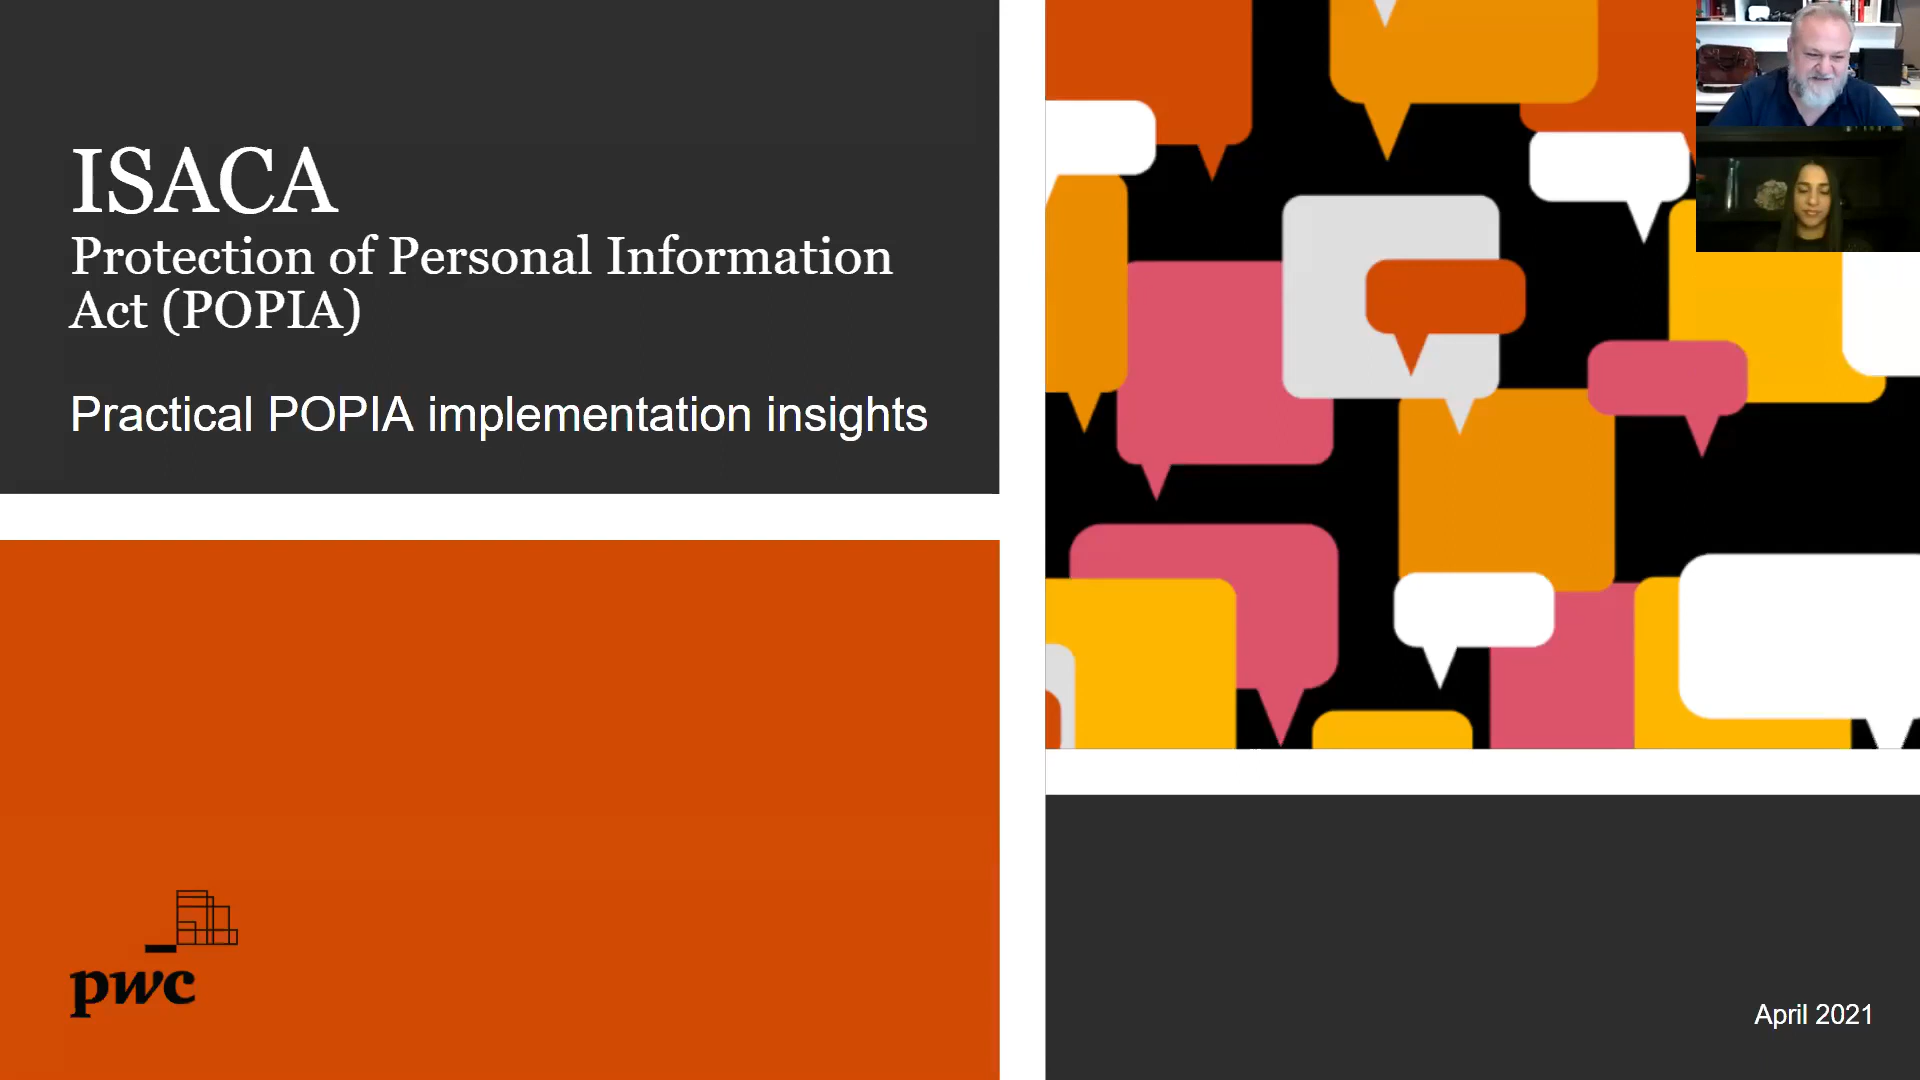 ISACA
Protection of Personal Information
Act (POPIA)
Practical POPIA implementation insights
pwc
April 2021